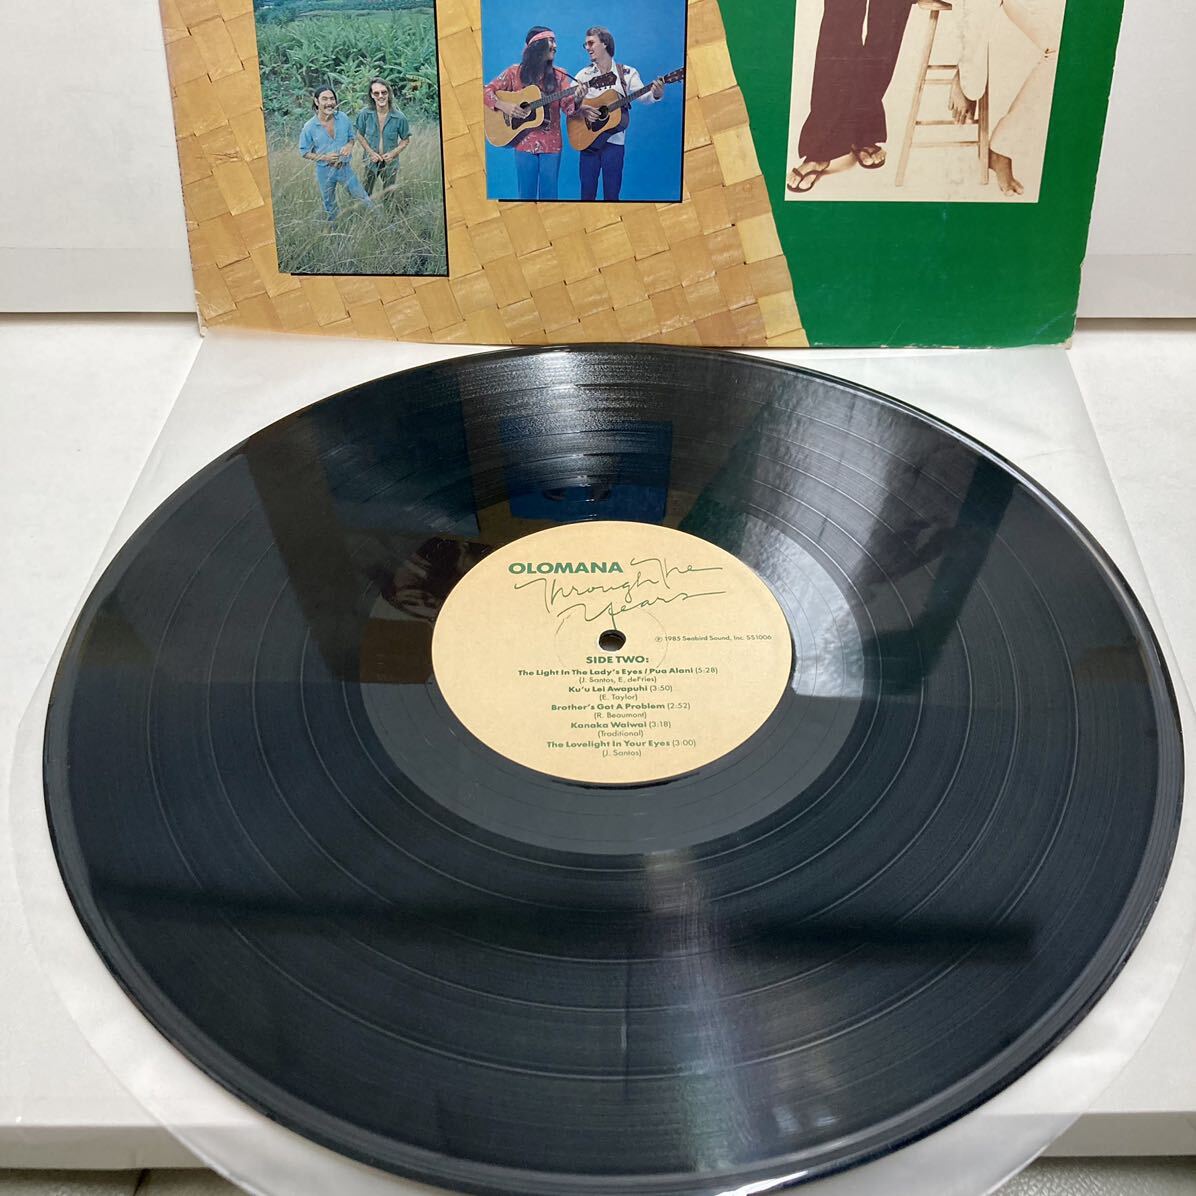 OLOMANA Through The
Years
℗ 1985 Seabird Sound, Inc. SS1006
SIDE TWO:
The Light In The Lady's Eyes / Pua Alani (5:28)
(J. Santos, E. deFries)
Ku'u Lei Awapuhi (3:50)
(E. Taylor)
Brother's Got A Problem (2:52)
(R. Beaumont)
Kanaka Waiwai (3:18)
(Traditional)
The Lovelight In Your Eyes (3:00)
(J. Santos)